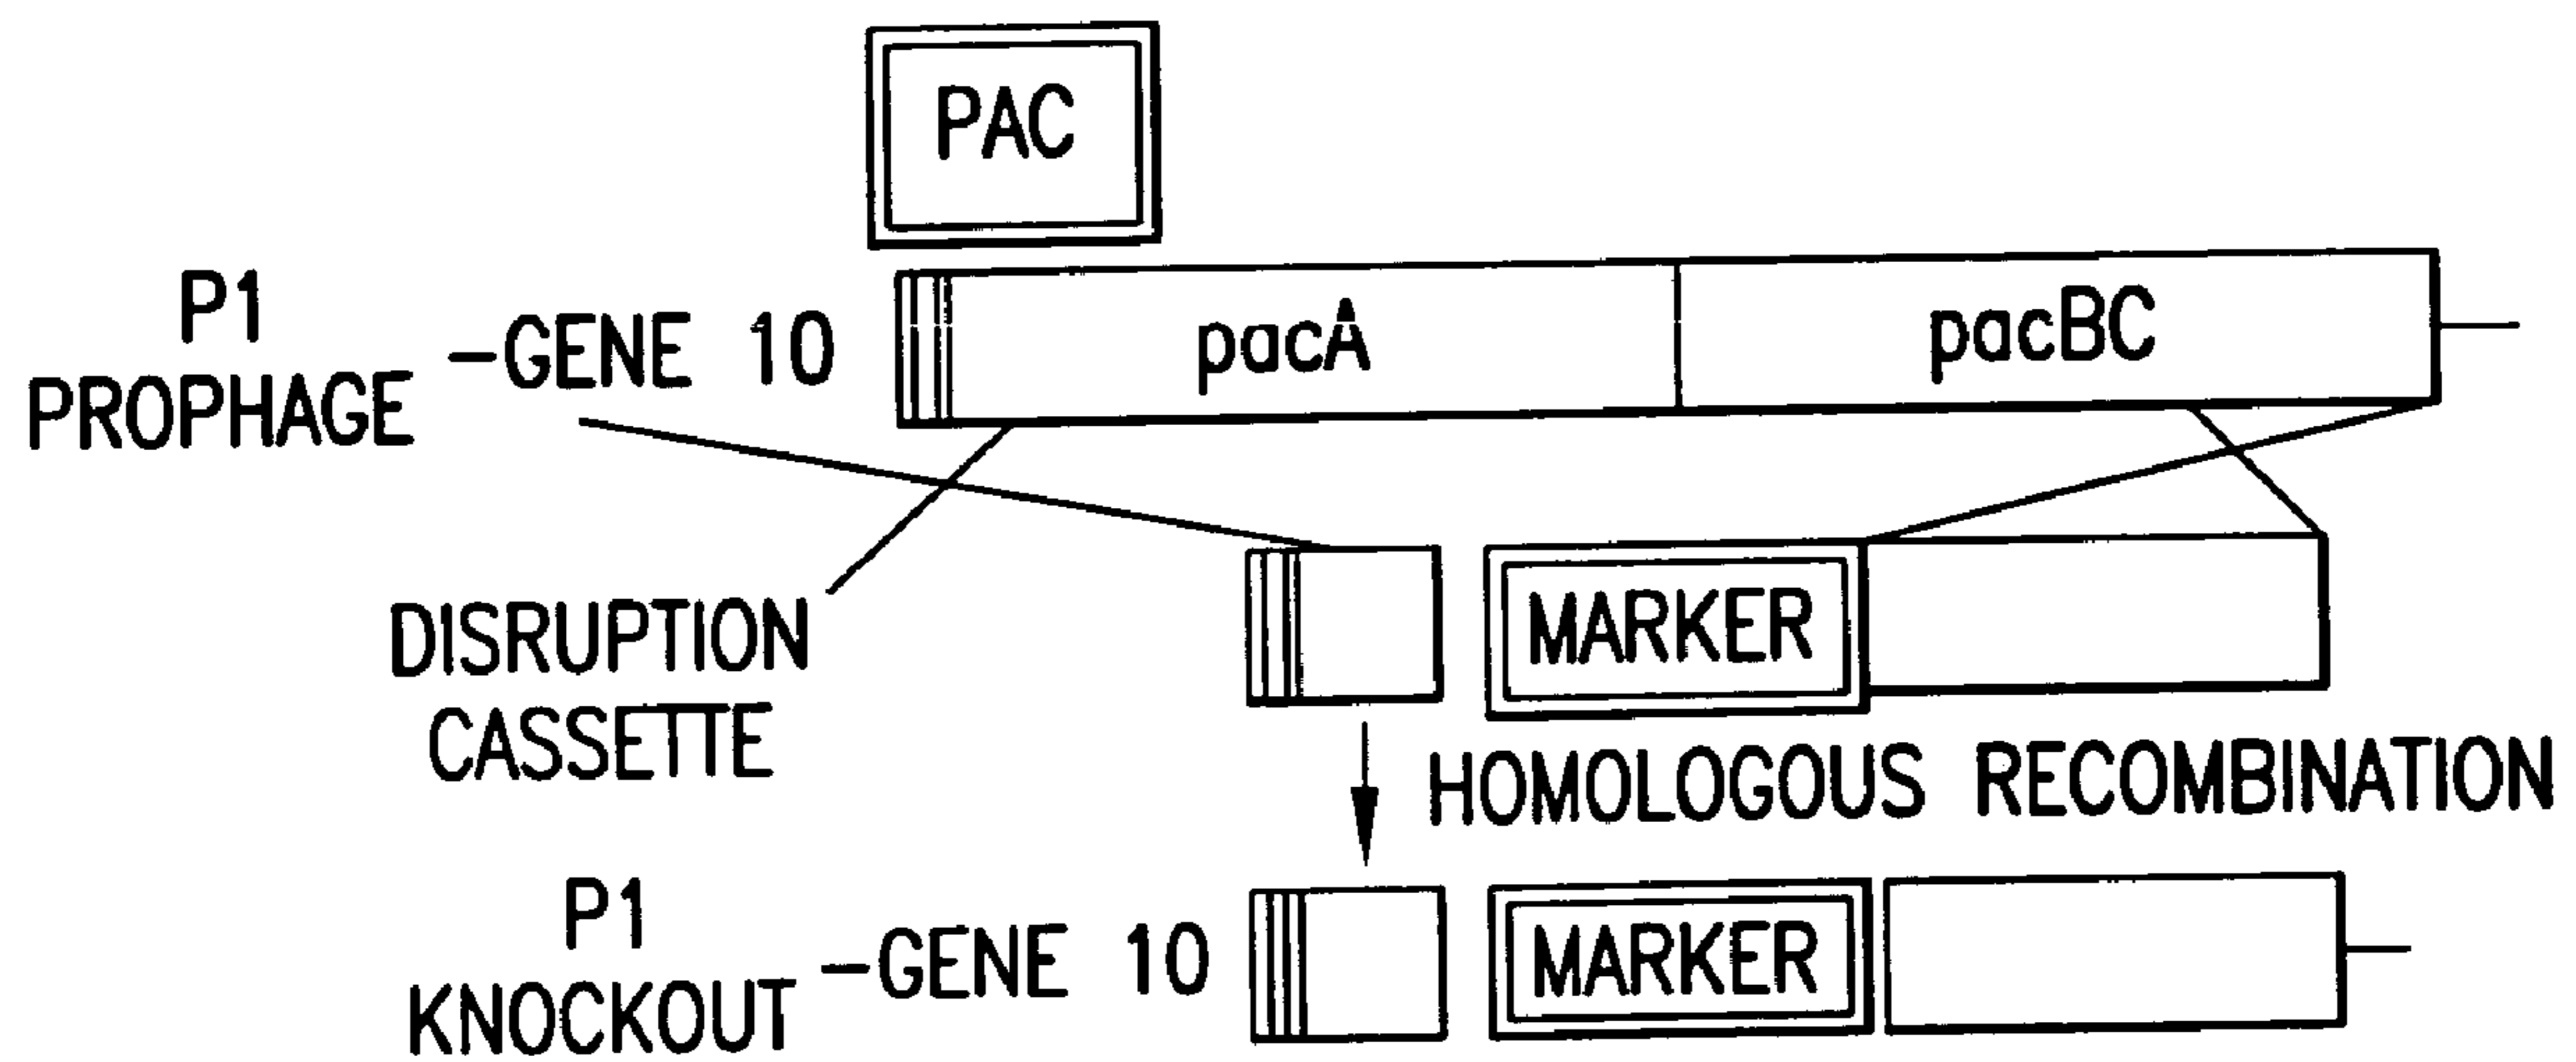 PAC
P1
PROPHAGE
-GENE 10
pacA
pacBC
DISRUPTION
CASSETTE
MARKER
HOMOLOGOUS RECOMBINATION
P1
KNOCKOUT
-GENE 10
MARKER